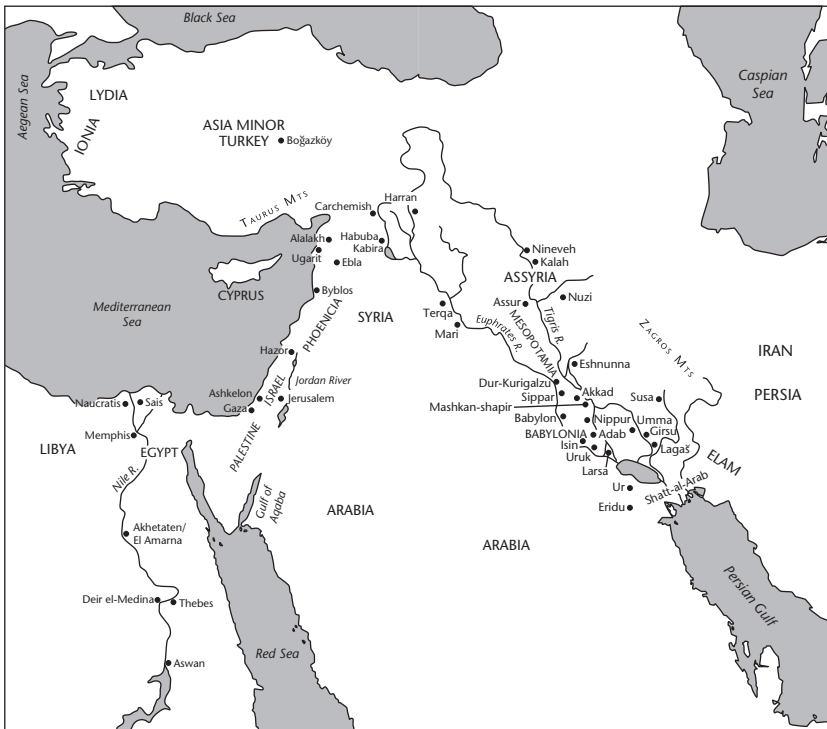 Black Sea
Caspian
Sea
Aegean Sea
LYDIA
IONIA
ASIA MINOR
TURKEY
Boğazköy
TAURUS MTS
Carchemish
Harran
Alalakh
Habuba
Kabira
Ugarit
Ebla
Nineveh
Kalah
ASSYRIA
CYPRUS
Byblos
Mediterranean
Sea
PHOENICIA
SYRIA
Terqa
Mari
Assur
Nuzi
Euphrates R.
MESOPOTAMIA
Tigris R.
ZAGROS MTS
IRAN
PERSIA
Hazor
Jordan River
Eshnunna
Dur-Kurigalzu
Sippar
Akkad
Susa
Mashkan-shapir
Ashkelon
Gaza
ISRAEL
Jerusalem
Naucratis
Sais
Babylon
Nippur
Umma
Girsu
BABYLONIA
Adab
Lagaš
LIBYA
Memphis
EGYPT
PALESTINE
Isin
Uruk
Larsa
ELAM
Nile R.
Gulf of
Aqaba
ARABIA
Ur
Shatt-al-Arab
Eridu
Akhetaten/
El Amarna
ARABIA
Deir el-Medina
Thebes
Persian Gulf
Red Sea
Aswan